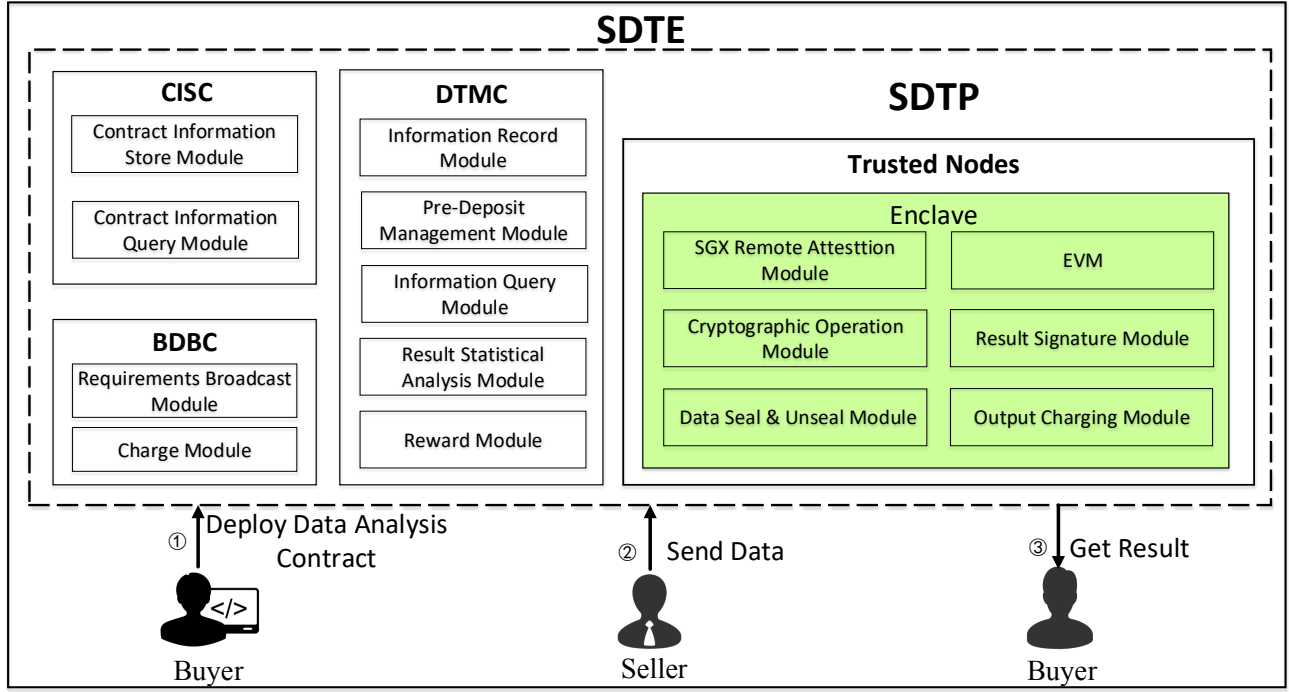 SDTE
SDTP
CISC
Contract Information
Store Module
Contract Information
Query Module
BDBC
Requirements Broadcast
Module
Charge Module
DTMC
Information Record
Module
Pre-Deposit
Management Module
Information Query
Module
Result Statistical
Analysis Module
Reward Module
Trusted Nodes
Enclave
SGX Remote Attesttion
Module
EVM
Cryptographic Operation
Module
Result Signature Module
Data Seal & Unseal Module
Output Charging Module
① Deploy Data Analysis
Contract
</>
Buyer
② Send Data
Seller
③ Get Result
Buyer